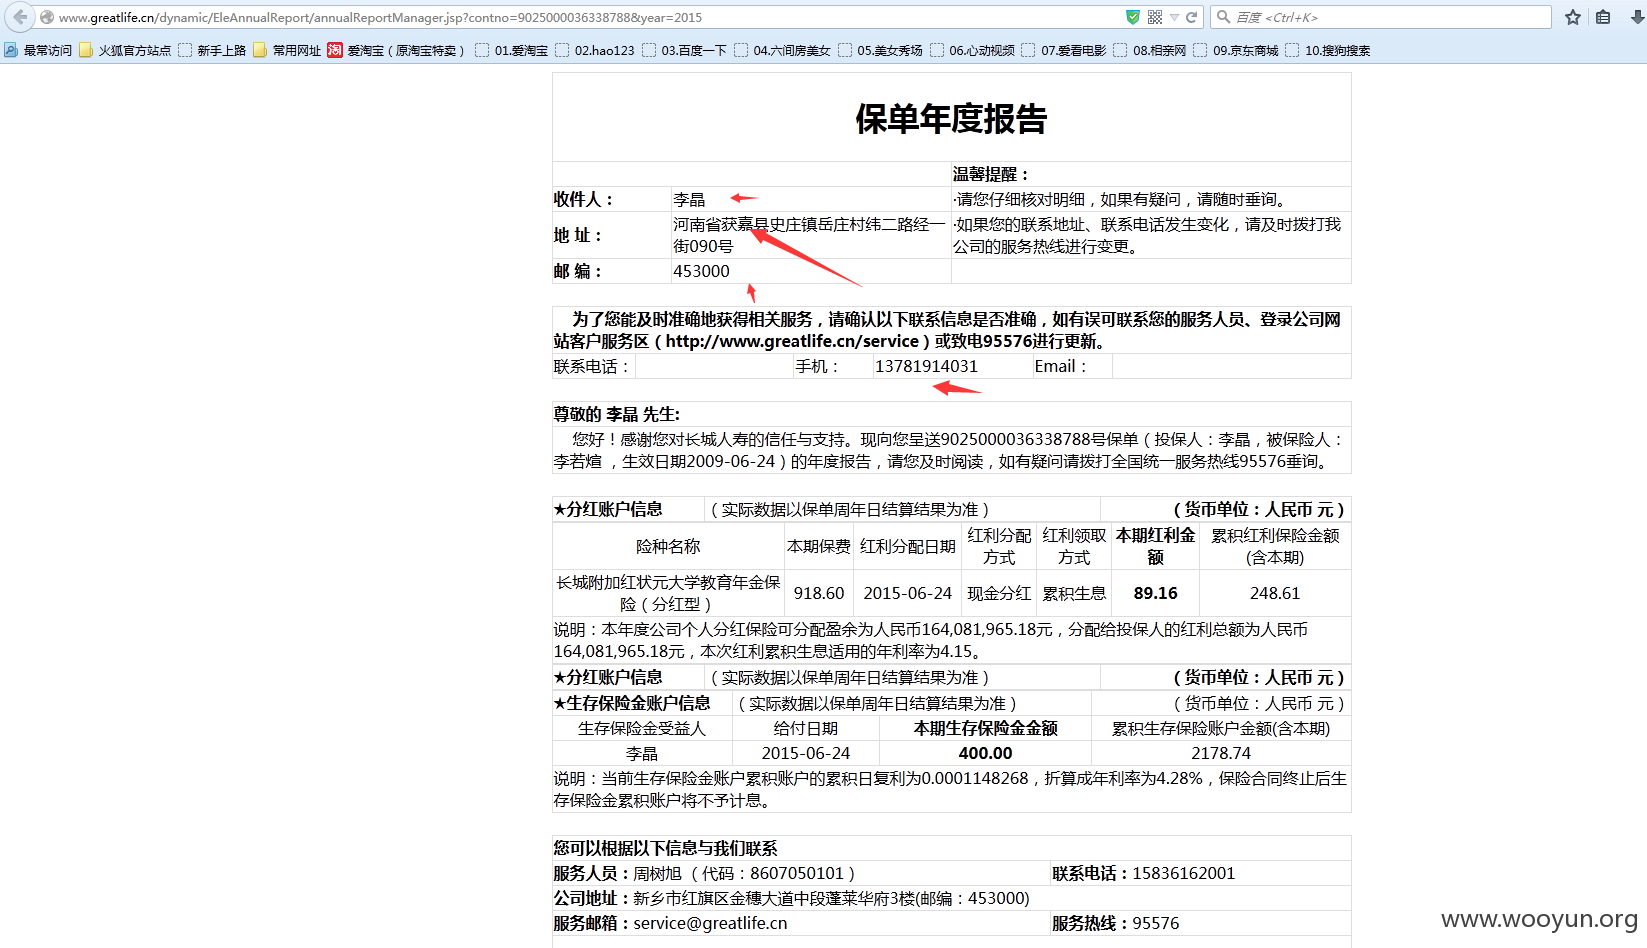 www.greatlife.cn/dynamic/EleAnnualReport/annualReportManager.jsp?contno=9025000036338788&year=2015
百度 <Ctrl+K>
最常访问 火狐官方站点 新手上路 常用网址 淘 爱淘宝（原淘宝特卖） 01.爱淘宝 02.hao123 03.百度一下 04.六间房美女 05.美女秀场 06.心动视频 07.爱看电影 08.相亲网 09.京东商城 10.搜狗搜索
保单年度报告
温馨提醒：
收件人： 李晶 ·请您仔细核对明细，如果有疑问，请随时垂询。
地 址： 河南省获嘉县史庄镇岳庄村纬二路经一街090号 ·如果您的联系地址、联系电话发生变化，请及时拨打我公司的服务热线进行变更。
邮 编： 453000
为了您能及时准确地获得相关服务，请确认以下联系信息是否准确，如有误可联系您的服务人员、登录公司网
站客户服务区（http://www.greatlife.cn/service）或致电95576进行更新。
联系电话： 手机： 13781914031 Email：
尊敬的 李晶 先生:
您好！感谢您对长城人寿的信任与支持。现向您呈送9025000036338788号保单（投保人：李晶，被保险人：
李若煊 ，生效日期2009-06-24）的年度报告，请您及时阅读，如有疑问请拨打全国统一服务热线95576垂询。
★分红账户信息 （实际数据以保单周年日结算结果为准） （货币单位：人民币 元）
险种名称 本期保费 红利分配日期 红利分配方式 红利领取方式 本期红利金额 累积红利保险金额(含本期)
长城附加红状元大学教育年金保险（分红型） 918.60 2015-06-24 现金分红 累积生息 89.16 248.61
说明：本年度公司个人分红保险可分配盈余为人民币164,081,965.18元，分配给投保人的红利总额为人民币
164,081,965.18元，本次红利累积生息适用的年利率为4.15。
★分红账户信息 （实际数据以保单周年日结算结果为准） （货币单位：人民币 元）
★生存保险金账户信息 （实际数据以保单周年日结算结果为准） （货币单位：人民币 元）
生存保险金受益人 给付日期 本期生存保险金金额 累积生存保险账户金额(含本期)
李晶 2015-06-24 400.00 2178.74
说明：当前生存保险金账户累积账户的累积日复利为0.0001148268，折算成年利率为4.28%，保险合同终止后生
存保险金累积账户将不予计息。
您可以根据以下信息与我们联系
服务人员：周树旭 （代码：8607050101） 联系电话：15836162001
公司地址：新乡市红旗区金穗大道中段蓬莱华府3楼(邮编：453000)
服务邮箱：service@greatlife.cn 服务热线：95576
www.wooyun.org